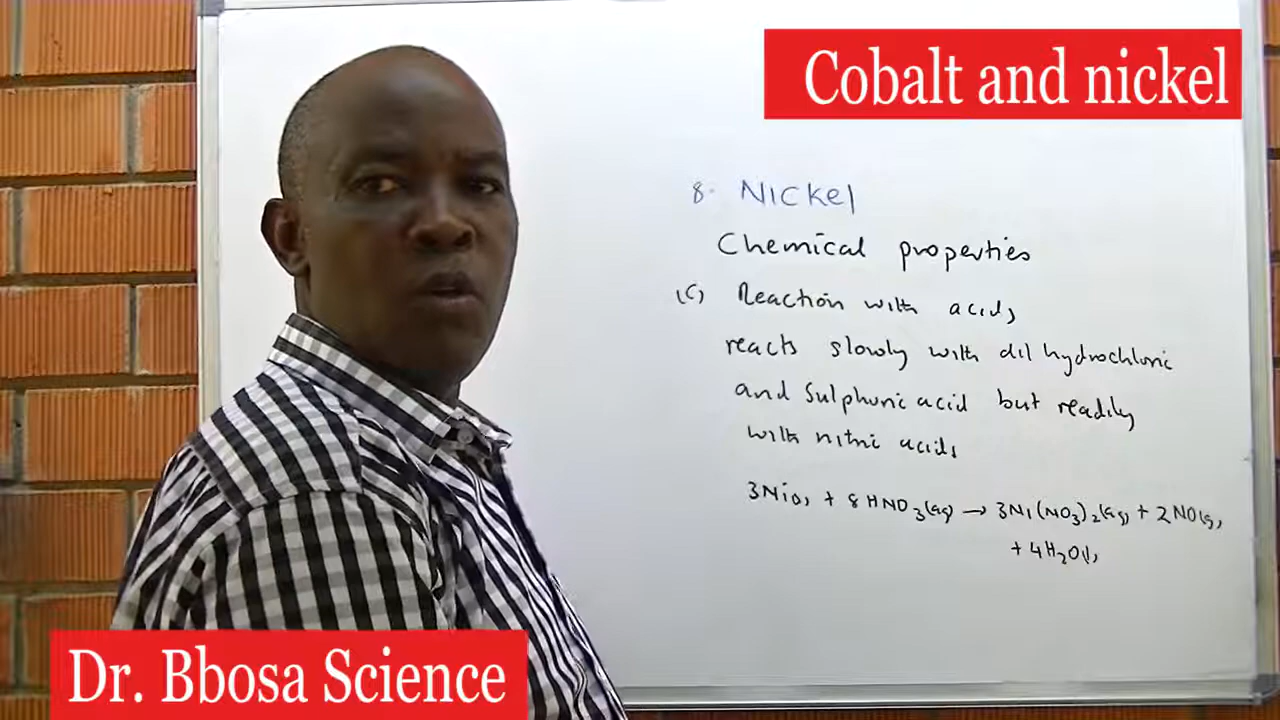 Cobalt and nickel
8. Nickel
Chemical properties
(c) Reaction with acids
reacts slowly with dil hydrochloric
and sulphuric acid but readily
with nitric acids
3Ni(s) + 8HNO3(aq) → 3Ni(NO3)2(aq) + 2NO(g)
+ 4H2O(l)
Dr. Bbosa Science